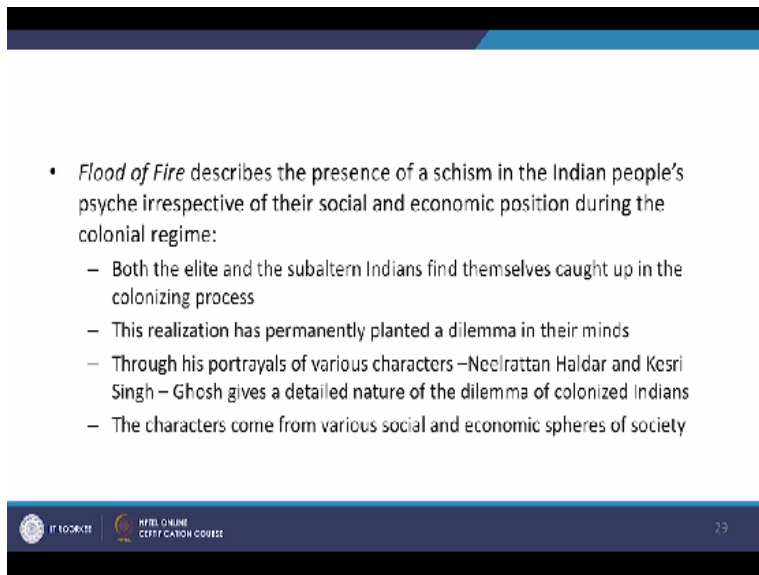 • Flood of Fire describes the presence of a schism in the Indian people's
psyche irrespective of their social and economic position during the
colonial regime:
– Both the elite and the subaltern Indians find themselves caught up in the
colonizing process
– This realization has permanently planted a dilemma in their minds
– Through his portrayals of various characters –Neelrattan Haldar and Kesri
Singh – Ghosh gives a detailed nature of the dilemma of colonized Indians
– The characters come from various social and economic spheres of society
IIT ROORKEE
NPTEL ONLINE
CERTIFICATION COURSE
29